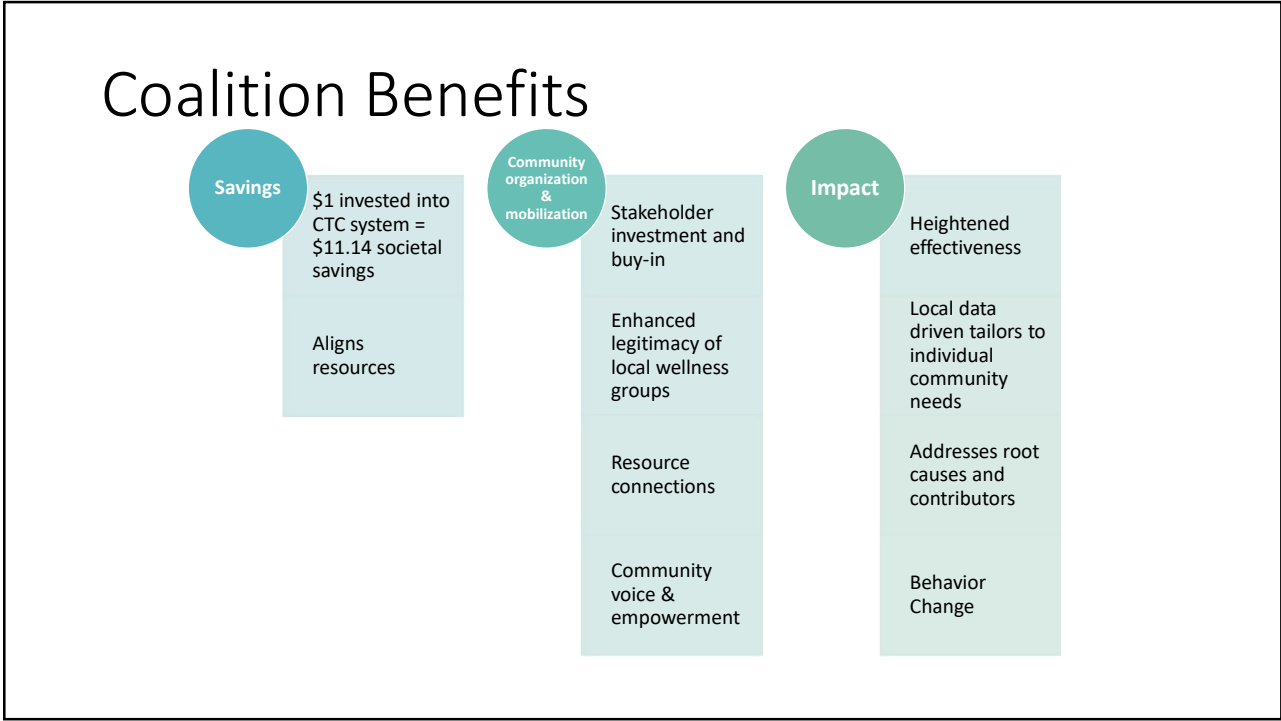 Coalition Benefits
Savings
$1 invested into
CTC system =
$11.14 societal
savings
Aligns
resources
Community
organization
&
mobilization
Stakeholder
investment and
buy-in
Enhanced
legitimacy of
local wellness
groups
Resource
connections
Community
voice &
empowerment
Impact
Heightened
effectiveness
Local data
driven tailors to
individual
community
needs
Addresses root
causes and
contributors
Behavior
Change